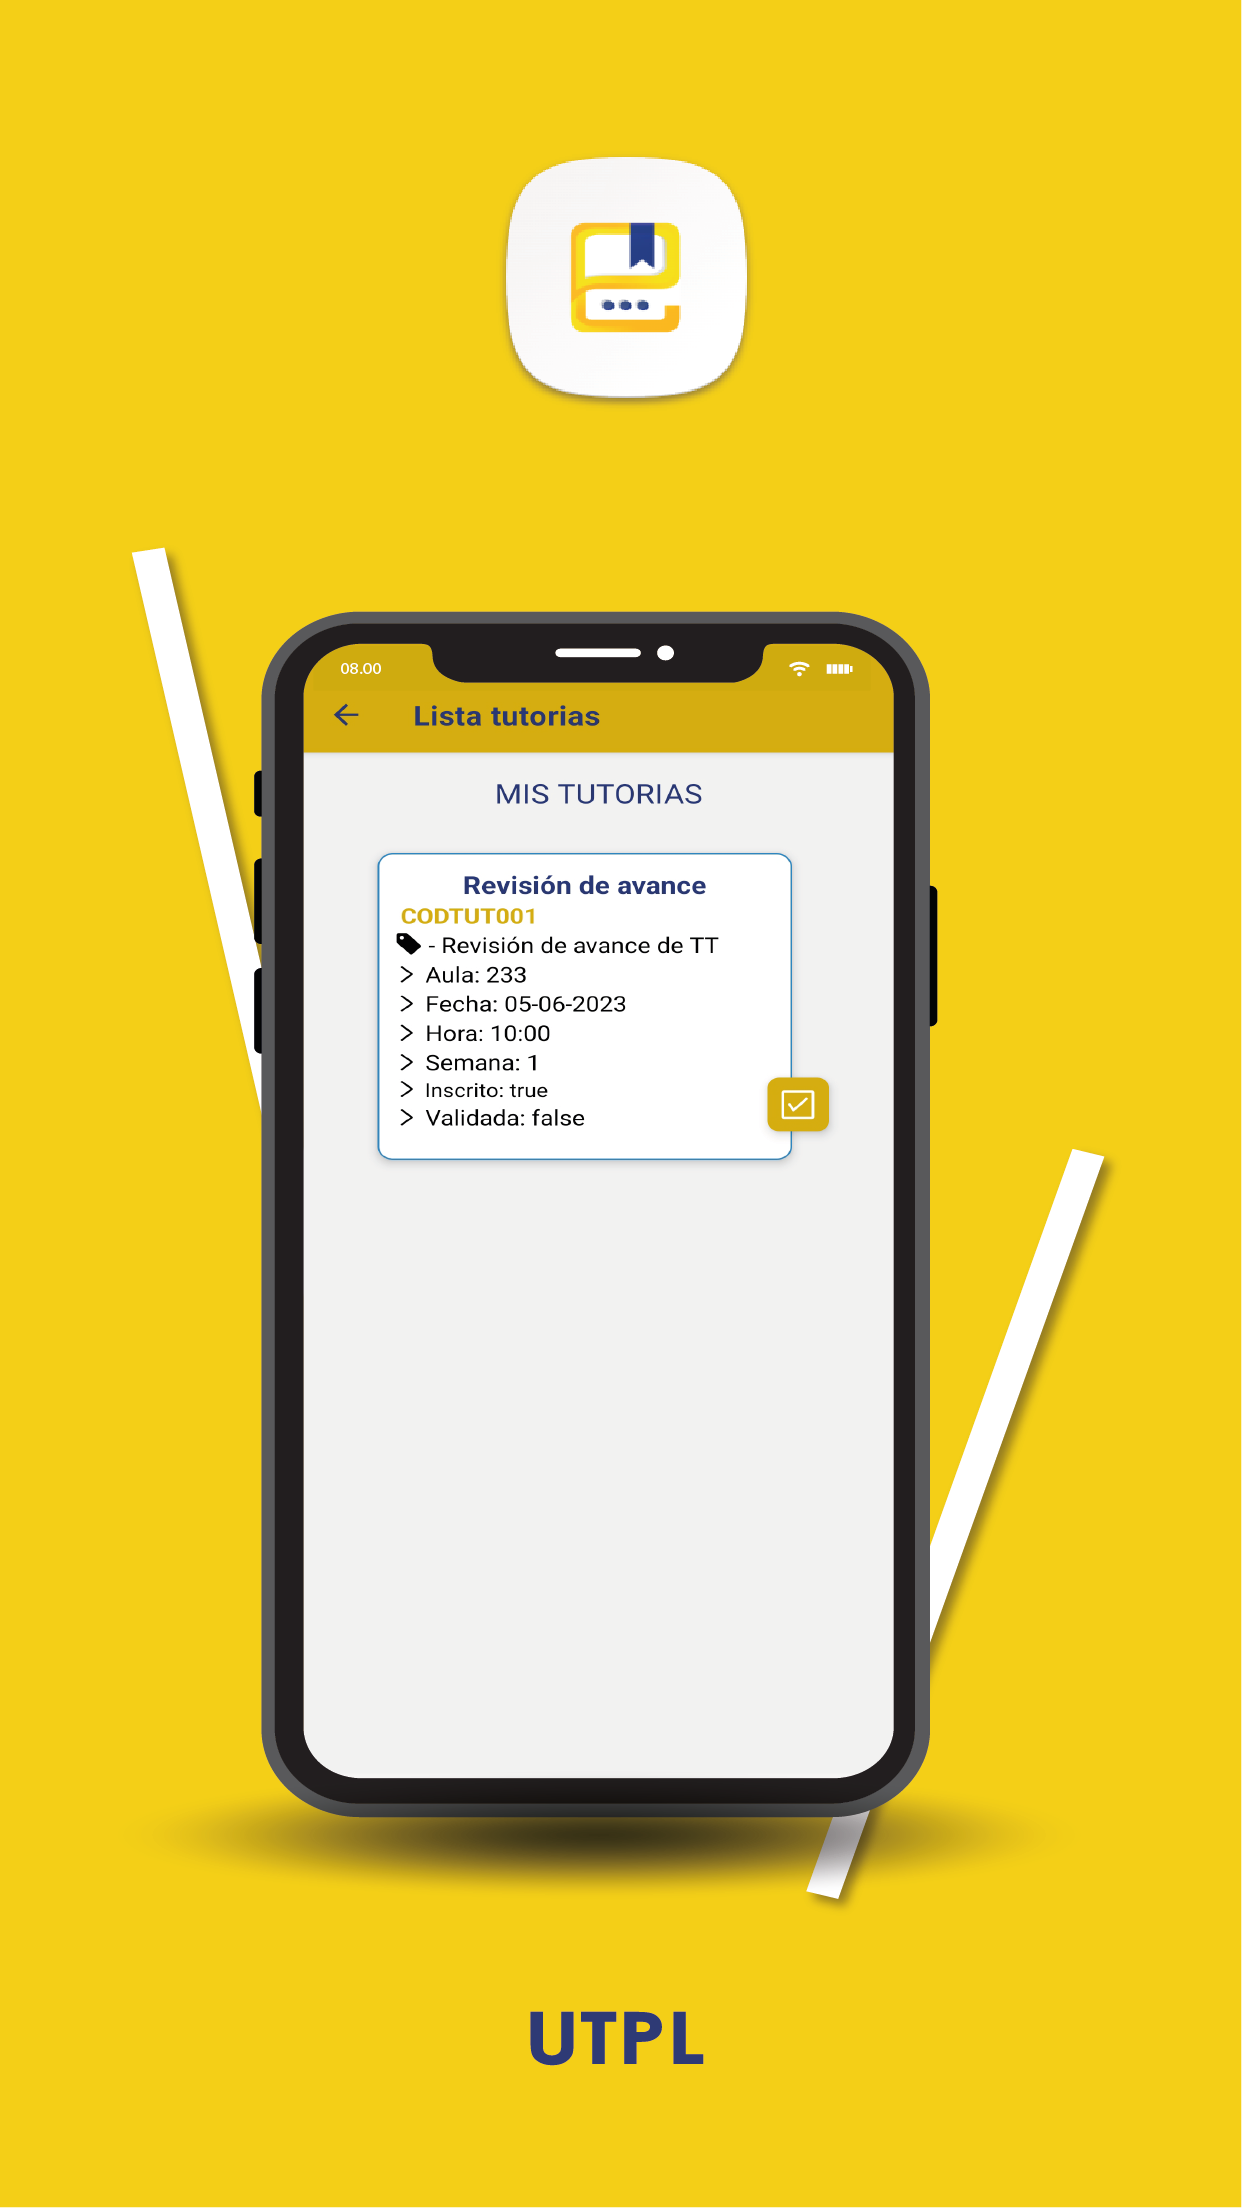 08.00
Lista tutorias
MIS TUTORIAS
Revisión de avance
CODTUT001
- Revisión de avance de TT
Aula: 233
Fecha: 05-06-2023
Hora: 10:00
Semana: 1
Inscrito: true
Validada: false
UTPL